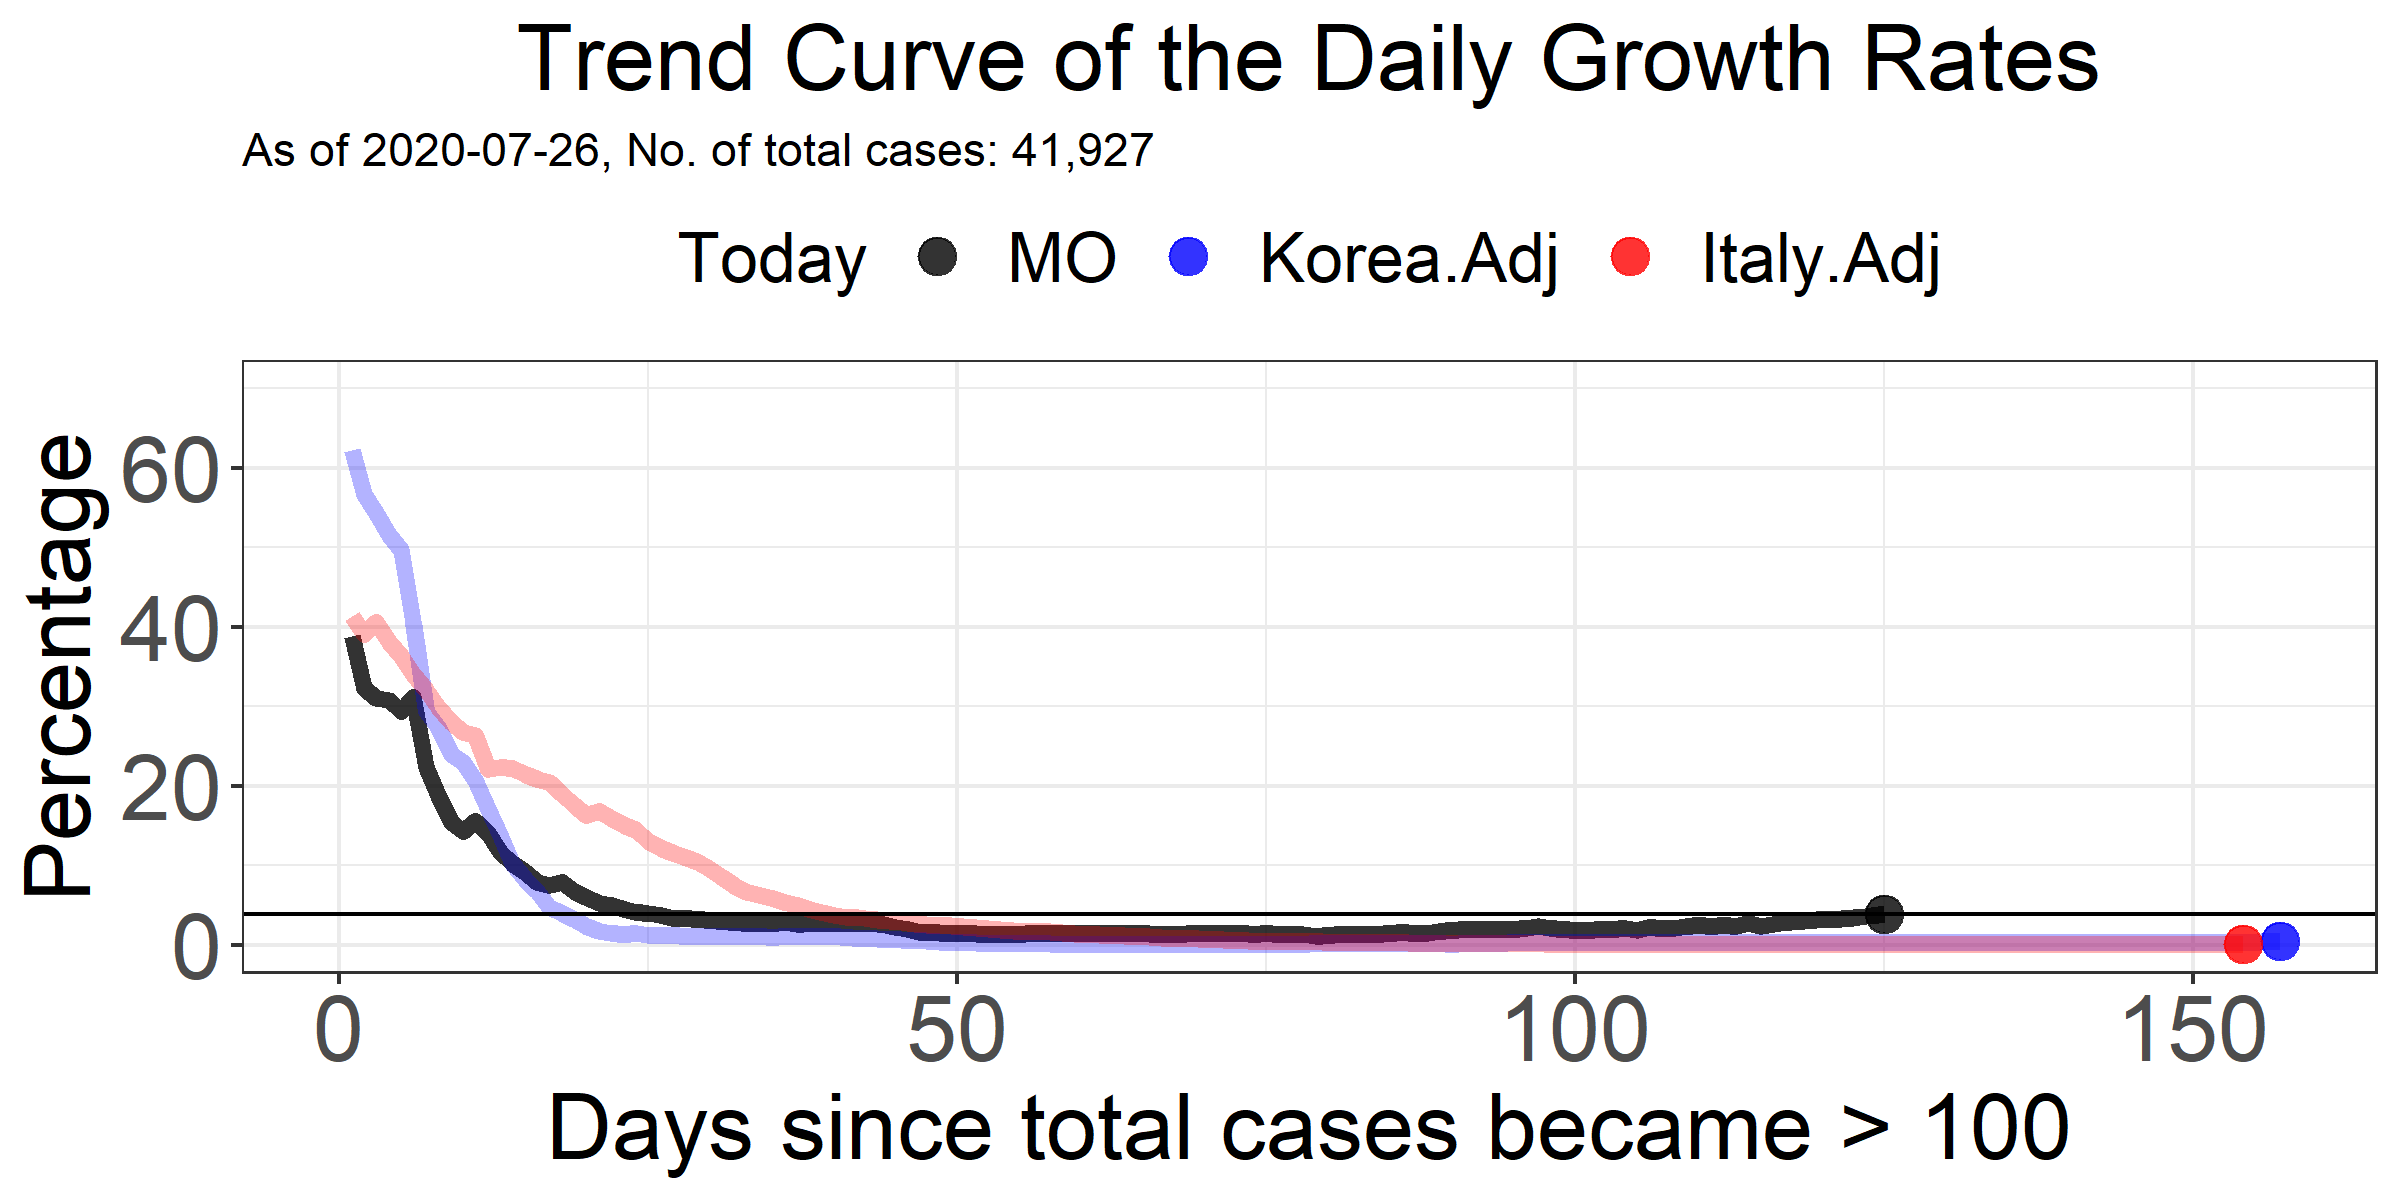 Trend Curve of the Daily Growth Rates
As of 2020-07-26, No. of total cases: 41,927
Today MO Korea.Adj Italy.Adj
Percentage
60
40
20
0
0 50 100 150
Days since total cases became > 100